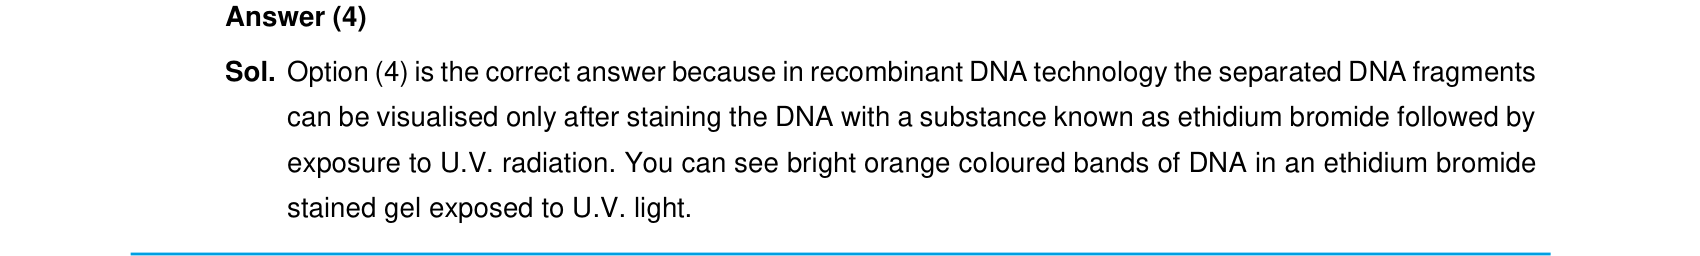 Answer (4)
Sol. Option (4) is the correct answer because in recombinant DNA technology the separated DNA fragments
can be visualised only after staining the DNA with a substance known as ethidium bromide followed by
exposure to U.V. radiation. You can see bright orange coloured bands of DNA in an ethidium bromide
stained gel exposed to U.V. light.